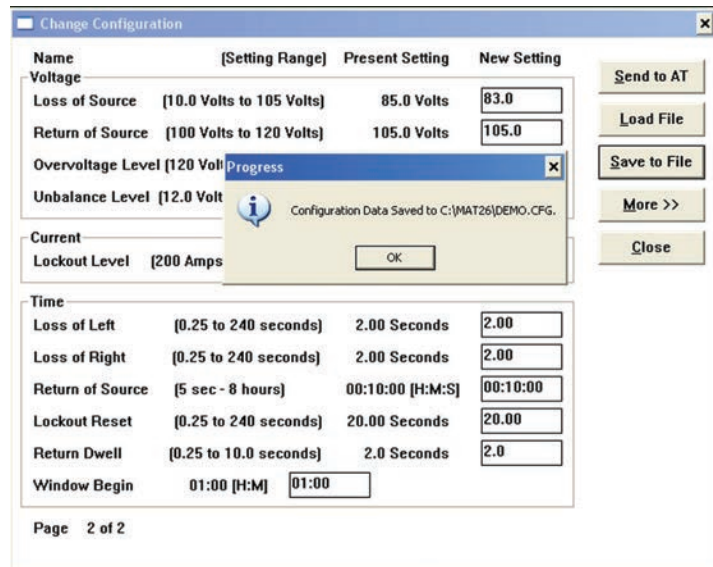 Change Configuration
Name (Setting Range) Present Setting New Setting
Voltage
Loss of Source (10.0 Volts to 105 Volts) 85.0 Volts 83.0
Return of Source (100 Volts to 120 Volts) 105.0 Volts 105.0
Overvoltage Level (120 Volt
Unbalance Level (12.0 Volt
Current
Lockout Level (200 Amps
Time
Loss of Left (0.25 to 240 seconds) 2.00 Seconds 2.00
Loss of Right (0.25 to 240 seconds) 2.00 Seconds 2.00
Return of Source (5 sec - 8 hours) 00:10:00 [H:M:S] 00:10:00
Lockout Reset (0.25 to 240 seconds) 20.00 Seconds 20.00
Return Dwell (0.25 to 10.0 seconds) 2.0 Seconds 2.0
Window Begin 01:00 [H:M] 01:00
Page 2 of 2
Progress
Configuration Data Saved to C:\MAT26\DEMO.CFG.
OK
Send to AT
Load File
Save to File
More >>
Close